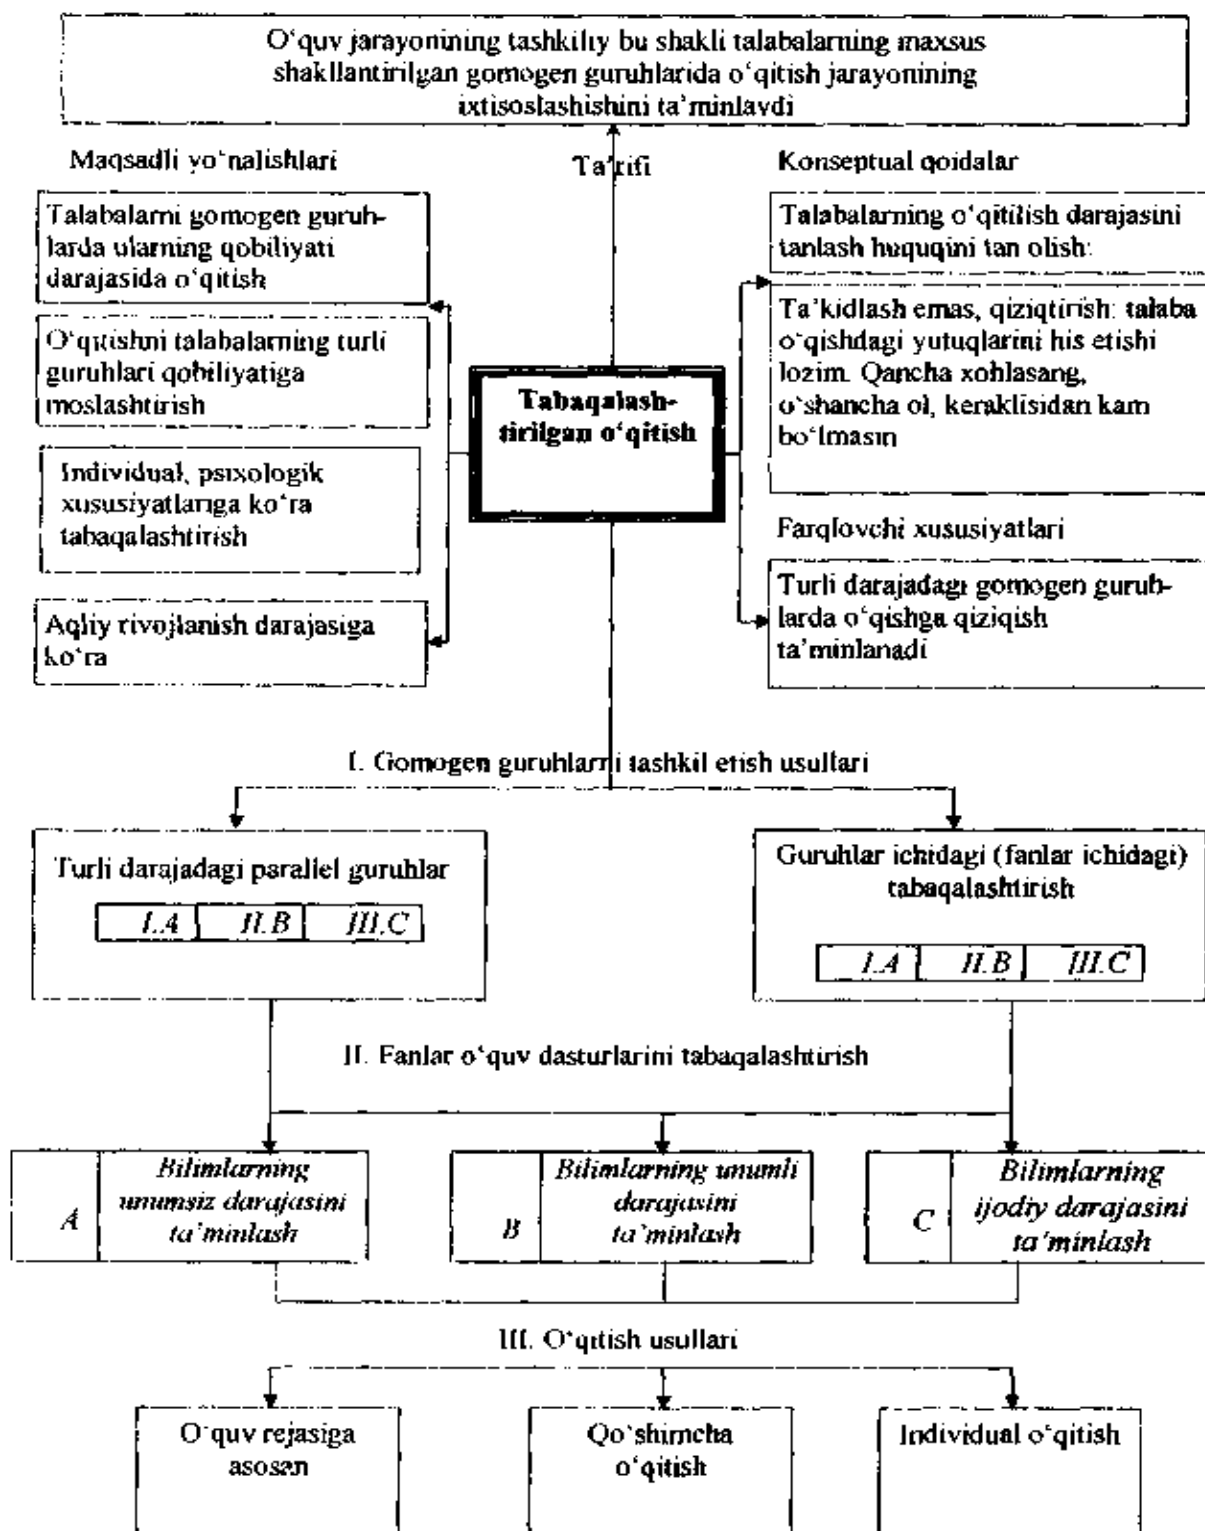 O‘quv jarayonining tashkiliy bu shakli talabalarning maxsus
shakllantirilgan gomogen guruhlarida o‘qitish jarayonining
ixtisoslashishini ta’minlavdi
Maqsadli yo‘nalishlari
Ta’rifi
Konseptual qoidalar
Talabalarni gomogen guruh-
larda ularning qobiliyati
darajasida o‘qitish
O‘qitishni talabalarning turli
guruhlari qobiliyatiga
moslashtirish
Individual, psixologik
xususiyatlariga ko‘ra
tabaqalashtirish
Aqliy rivojlanish darajasiga
ko‘ra
Tabaqalash-
tirilgan o‘qitish
Talabalarning o‘qitilish darajasini
tanlash huquqini tan olish:
Ta’kidlash emas, qiziqtirish: talaba
o‘qishdagi yutuqlarini his etishi
lozim. Qancha xohlasang,
o‘shancha ol, keraklisidan kam
bo‘lmasin
Farqlovchi xususiyatlari
Turli darajadagi gomogen guruh-
larda o‘qishga qiziqish
ta’minlanadi
I. Gomogen guruhlarni tashkil etish usullari
Turli darajadagi parallel guruhlar
I.A II.B III.C
Guruhlar ichidagi (fanlar ichidagi)
tabaqalashtirish
I.A II.B III.C
II. Fanlar o‘quv dasturlarini tabaqalashtirish
A
Bilimlarning
unumsiz darajasini
ta’minlash
B
Bilimlarning unumli
darajasini
ta’minlash
C
Bilimlarning
ijodiy darajasini
ta’minlash
III. O‘qitish usullari
O‘quv rejasiga
asosan
Qo‘shimcha
o‘qitish
Individual o‘qitish